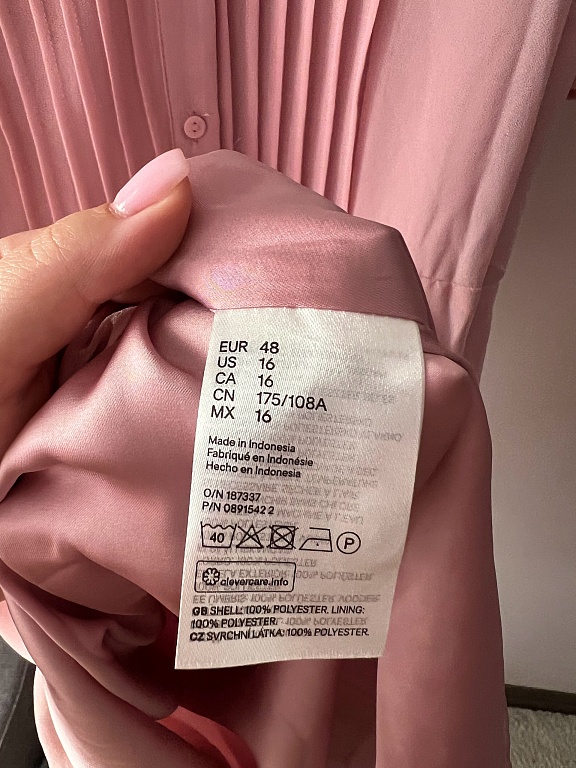 EUR 48
US 16
CA 16
CN 175/108A
MX 16
Made in Indonesia
Fabriqué en Indonésie
Hecho en Indonesia
O/N 187337
P/N 0891542 2
40 P
clevercare.info
GB SHELL: 100% POLYESTER. LINING:
100% POLYESTER.
CZ SVRCHNÍ LÁTKA: 100% POLYESTER.